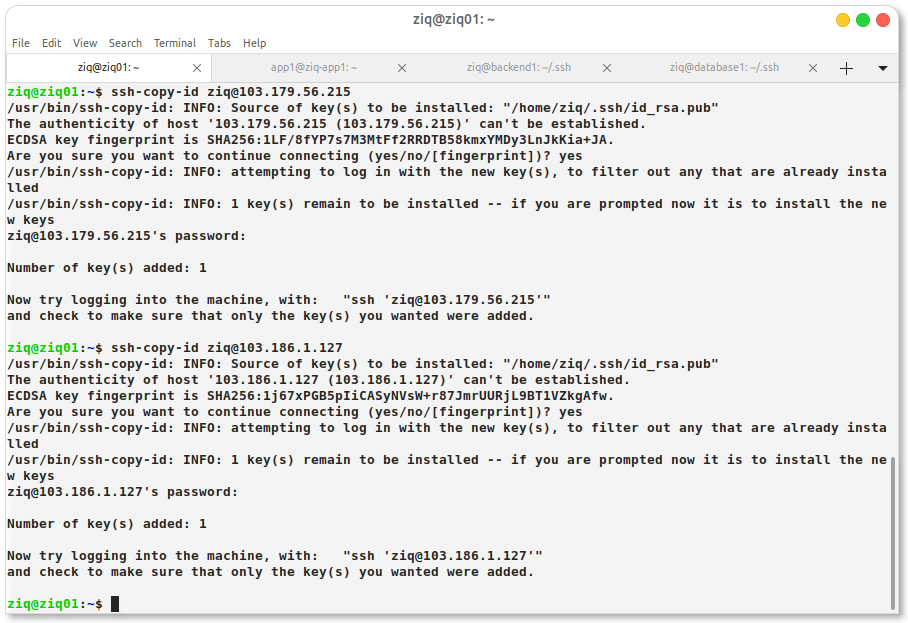 ziq@ziq01: ~
File Edit View Search Terminal Tabs Help
ziq@ziq01: ~ app1@ziq-app1: ~ ziq@backend1: ~/.ssh ziq@database1: ~/.ssh
ziq@ziq01:~$ ssh-copy-id ziq@103.179.56.215
/usr/bin/ssh-copy-id: INFO: Source of key(s) to be installed: "/home/ziq/.ssh/id_rsa.pub"
The authenticity of host '103.179.56.215 (103.179.56.215)' can't be established.
ECDSA key fingerprint is SHA256:1LF/8fYP7s7M3MtFf2RRDTB58kmxYMDy3LnJkKia+JA.
Are you sure you want to continue connecting (yes/no/[fingerprint])? yes
/usr/bin/ssh-copy-id: INFO: attempting to log in with the new key(s), to filter out any that are already insta
lled
/usr/bin/ssh-copy-id: INFO: 1 key(s) remain to be installed -- if you are prompted now it is to install the ne
w keys
ziq@103.179.56.215's password:
Number of key(s) added: 1
Now try logging into the machine, with:   "ssh 'ziq@103.179.56.215'"
and check to make sure that only the key(s) you wanted were added.
ziq@ziq01:~$ ssh-copy-id ziq@103.186.1.127
/usr/bin/ssh-copy-id: INFO: Source of key(s) to be installed: "/home/ziq/.ssh/id_rsa.pub"
The authenticity of host '103.186.1.127 (103.186.1.127)' can't be established.
ECDSA key fingerprint is SHA256:1j67xPGB5pIiCASyNVsW+r87JmrUURjL9BT1VZkgAfw.
Are you sure you want to continue connecting (yes/no/[fingerprint])? yes
/usr/bin/ssh-copy-id: INFO: attempting to log in with the new key(s), to filter out any that are already insta
lled
/usr/bin/ssh-copy-id: INFO: 1 key(s) remain to be installed -- if you are prompted now it is to install the ne
w keys
ziq@103.186.1.127's password:
Number of key(s) added: 1
Now try logging into the machine, with:   "ssh 'ziq@103.186.1.127'"
and check to make sure that only the key(s) you wanted were added.
ziq@ziq01:~$